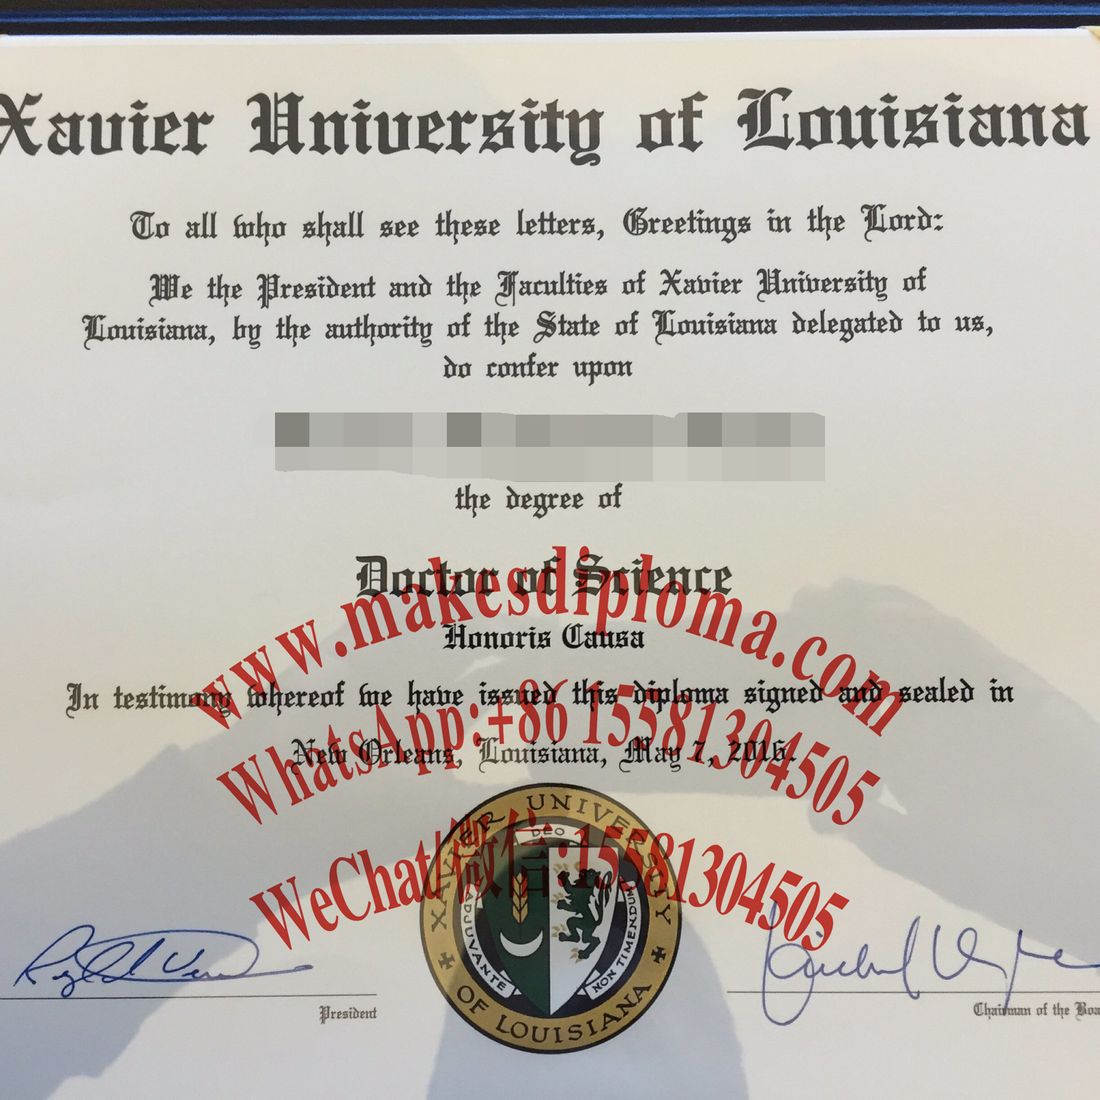 Xavier University of Louisiana
To all who shall see these letters, Greetings in the Lord:
We the President and the Faculties of Xavier University of
Louisiana, by the authority of the State of Louisiana delegated to us,
do confer upon
the degree of
Doctor of Science
www.makesdiploma.com
Honoris Causa
In testimony whereof we have issued this diploma signed and sealed in
WhatsApp:+86 15581304505
New Orleans, Louisiana, May 7, 2016.
WeChat/微信:15581304505
XAVIER UNIVERSITY
DEO
ADJUVANTE
NON TIMENDUM
OF LOUISIANA
President
Chairman of the Boa